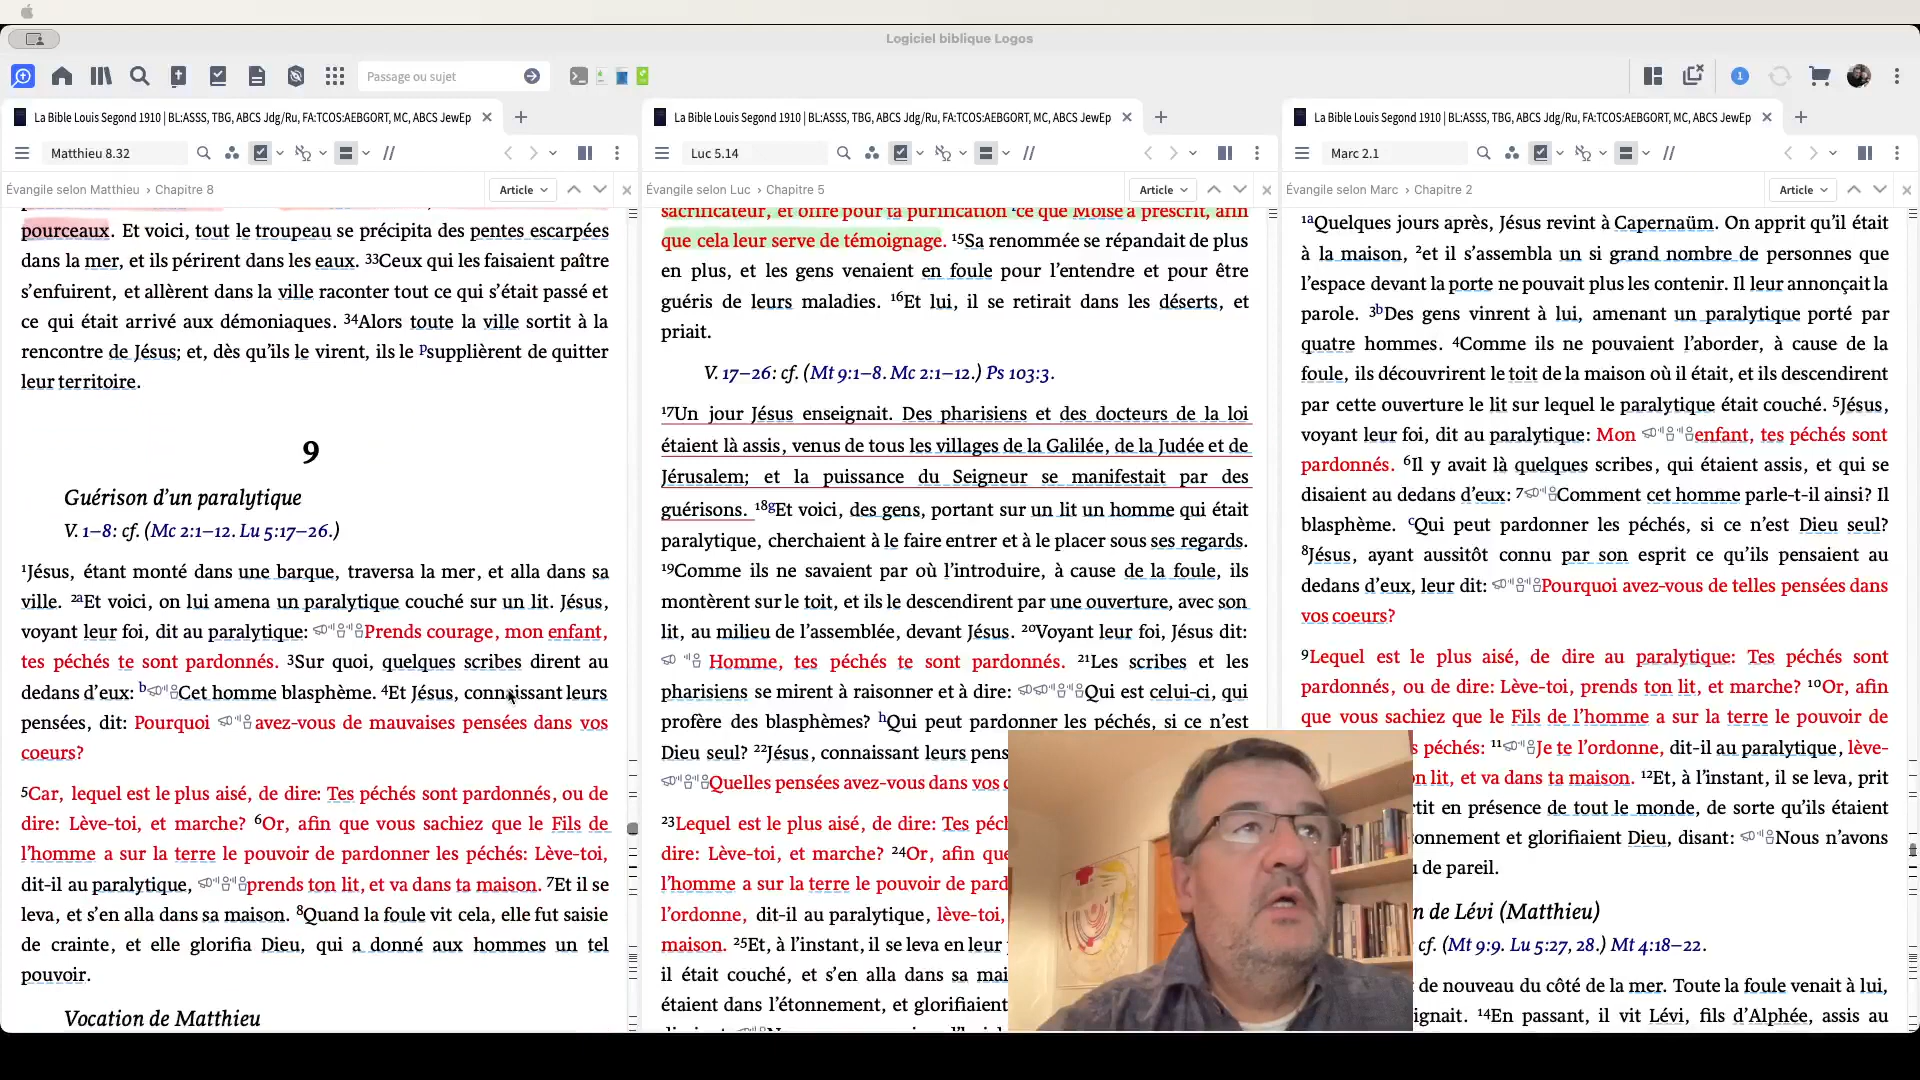 Logiciel biblique Logos
Passage ou sujet
1
La Bible Louis Segond 1910 | BL:ASSS, TBG, ABCS Jdg/Ru, FA:TCOS:AEBGORT, MC, ABCS JewEp
Matthieu 8.32
Évangile selon Matthieu › Chapitre 8
Article
pourceaux. Et voici, tout le troupeau se précipita des pentes escarpées
dans la mer, et ils périrent dans les eaux. 33Ceux qui les faisaient paître
s’enfuirent, et allèrent dans la ville raconter tout ce qui s’était passé et
ce qui était arrivé aux démoniaques. 34Alors toute la ville sortit à la
rencontre de Jésus; et, dès qu’ils le virent, ils le psupplièrent de quitter
leur territoire.
9
Guérison d’un paralytique
V. 1–8: cf. (Mc 2:1–12. Lu 5:17–26.)
1Jésus, étant monté dans une barque, traversa la mer, et alla dans sa
ville. 2aEt voici, on lui amena un paralytique couché sur un lit. Jésus,
voyant leur foi, dit au paralytique: Prends courage, mon enfant,
tes péchés te sont pardonnés. 3Sur quoi, quelques scribes dirent au
dedans d’eux: bCet homme blasphème. 4Et Jésus, connaissant leurs
pensées, dit: Pourquoi avez-vous de mauvaises pensées dans vos
coeurs?
5Car, lequel est le plus aisé, de dire: Tes péchés sont pardonnés, ou de
dire: Lève-toi, et marche? 6Or, afin que vous sachiez que le Fils de
l’homme a sur la terre le pouvoir de pardonner les péchés: Lève-toi,
dit-il au paralytique, prends ton lit, et va dans ta maison. 7Et il se
leva, et s’en alla dans sa maison. 8Quand la foule vit cela, elle fut saisie
de crainte, et elle glorifia Dieu, qui a donné aux hommes un tel
pouvoir.
Vocation de Matthieu
La Bible Louis Segond 1910 | BL:ASSS, TBG, ABCS Jdg/Ru, FA:TCOS:AEBGORT, MC, ABCS JewEp
Luc 5.14
Évangile selon Luc › Chapitre 5
Article
sacrificateur, et offre pour ta purification ce que Moïse a prescrit, afin
que cela leur serve de témoignage. 15Sa renommée se répandait de plus
en plus, et les gens venaient en foule pour l’entendre et pour être
guéris de leurs maladies. 16Et lui, il se retirait dans les déserts, et
priait.
V. 17–26: cf. (Mt 9:1–8. Mc 2:1–12.) Ps 103:3.
17Un jour Jésus enseignait. Des pharisiens et des docteurs de la loi
étaient là assis, venus de tous les villages de la Galilée, de la Judée et de
Jérusalem; et la puissance du Seigneur se manifestait par des
guérisons. 18gEt voici, des gens, portant sur un lit un homme qui était
paralytique, cherchaient à le faire entrer et à le placer sous ses regards.
19Comme ils ne savaient par où l’introduire, à cause de la foule, ils
montèrent sur le toit, et ils le descendirent par une ouverture, avec son
lit, au milieu de l’assemblée, devant Jésus. 20Voyant leur foi, Jésus dit:
Homme, tes péchés te sont pardonnés. 21Les scribes et les
pharisiens se mirent à raisonner et à dire: Qui est celui-ci, qui
profère des blasphèmes? hQui peut pardonner les péchés, si ce n’est
Dieu seul? 22Jésus, connaissant leurs pens
Quelles pensées avez-vous dans vos c
23Lequel est le plus aisé, de dire: Tes péch
dire: Lève-toi, et marche? 24Or, afin que
l’homme a sur la terre le pouvoir de pard
l’ordonne, dit-il au paralytique, lève-toi,
maison. 25Et, à l’instant, il se leva en leur
il était couché, et s’en alla dans sa mai
étaient dans l’étonnement, et glorifiaient
La Bible Louis Segond 1910 | BL:ASSS, TBG, ABCS Jdg/Ru, FA:TCOS:AEBGORT, MC, ABCS JewEp
Marc 2.1
Évangile selon Marc › Chapitre 2
Article
1aQuelques jours après, Jésus revint à Capernaüm. On apprit qu’il était
à la maison, 2et il s’assembla un si grand nombre de personnes que
l’espace devant la porte ne pouvait plus les contenir. Il leur annonçait la
parole. 3bDes gens vinrent à lui, amenant un paralytique porté par
quatre hommes. 4Comme ils ne pouvaient l’aborder, à cause de la
foule, ils découvrirent le toit de la maison où il était, et ils descendirent
par cette ouverture le lit sur lequel le paralytique était couché. 5Jésus,
voyant leur foi, dit au paralytique: Mon enfant, tes péchés sont
pardonnés. 6Il y avait là quelques scribes, qui étaient assis, et qui se
disaient au dedans d’eux: 7Comment cet homme parle-t-il ainsi? Il
blasphème. cQui peut pardonner les péchés, si ce n’est Dieu seul?
8Jésus, ayant aussitôt connu par son esprit ce qu’ils pensaient au
dedans d’eux, leur dit: Pourquoi avez-vous de telles pensées dans
vos coeurs?
9Lequel est le plus aisé, de dire au paralytique: Tes péchés sont
pardonnés, ou de dire: Lève-toi, prends ton lit, et marche? 10Or, afin
que vous sachiez que le Fils de l’homme a sur la terre le pouvoir de
s péchés: 11Je te l’ordonne, dit-il au paralytique, lève-
on lit, et va dans ta maison. 12Et, à l’instant, il se leva, prit
rtit en présence de tout le monde, de sorte qu’ils étaient
onnement et glorifiaient Dieu, disant: Nous n’avons
u de pareil.
n de Lévi (Matthieu)
cf. (Mt 9:9. Lu 5:27, 28.) Mt 4:18–22.
de nouveau du côté de la mer. Toute la foule venait à lui,
ignait. 14En passant, il vit Lévi, fils d’Alphée, assis au